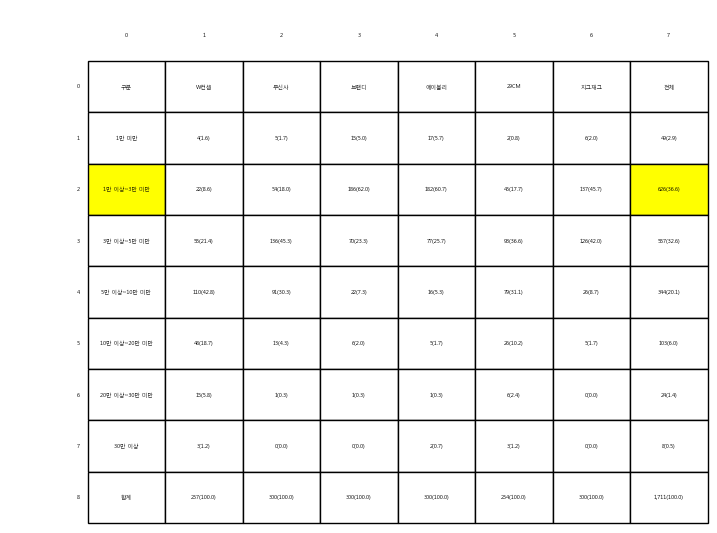 0 1 2 3 4 5 6 7
0 구분 W컨셉 무신사 브랜디 에이블리 29CM 지그재그 전체
1 1만 미만 4(1.6) 5(1.7) 15(5.0) 17(5.7) 2(0.8) 6(2.0) 49(2.9)
2 1만 이상~3만 미만 22(8.6) 54(18.0) 186(62.0) 182(60.7) 45(17.7) 137(45.7) 626(36.6)
3 3만 이상~5만 미만 55(21.4) 136(45.3) 70(23.3) 77(25.7) 93(36.6) 126(42.0) 557(32.6)
4 5만 이상~10만 미만 110(42.8) 91(30.3) 22(7.3) 16(5.3) 79(31.1) 26(8.7) 344(20.1)
5 10만 이상~20만 미만 48(18.7) 13(4.3) 6(2.0) 5(1.7) 26(10.2) 5(1.7) 103(6.0)
6 20만 이상~30만 미만 15(5.8) 1(0.3) 1(0.3) 1(0.3) 6(2.4) 0(0.0) 24(1.4)
7 30만 이상 3(1.2) 0(0.0) 0(0.0) 2(0.7) 3(1.2) 0(0.0) 8(0.5)
8 합계 257(100.0) 300(100.0) 300(100.0) 300(100.0) 254(100.0) 300(100.0) 1,711(100.0)